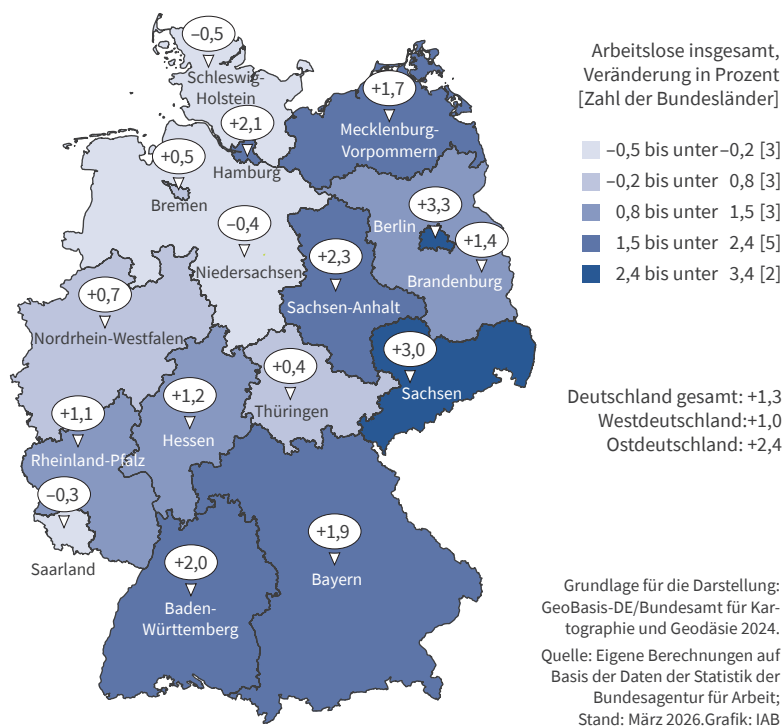 –0,5
Schleswig-
Holstein
+1,7
Mecklenburg-
Vorpommern
+2,1
Hamburg
+0,5
Bremen
–0,4
Niedersachsen
+3,3
Berlin
+1,4
Brandenburg
+2,3
Sachsen-Anhalt
+0,7
Nordrhein-Westfalen
+3,0
Sachsen
+0,4
Thüringen
+1,2
Hessen
+1,1
Rheinland-Pfalz
–0,3
Saarland
+1,9
Bayern
+2,0
Baden-
Württemberg
Arbeitslose insgesamt,
Veränderung in Prozent
[Zahl der Bundesländer]
–0,5 bis unter –0,2 [3]
–0,2 bis unter 0,8 [3]
0,8 bis unter 1,5 [3]
1,5 bis unter 2,4 [5]
2,4 bis unter 3,4 [2]
Deutschland gesamt: +1,3
Westdeutschland:+1,0
Ostdeutschland: +2,4
Grundlage für die Darstellung:
GeoBasis-DE/Bundesamt für Kar-
tographie und Geodäsie 2024.
Quelle: Eigene Berechnungen auf
Basis der Daten der Statistik der
Bundesagentur für Arbeit;
Stand: März 2026.Grafik: IAB